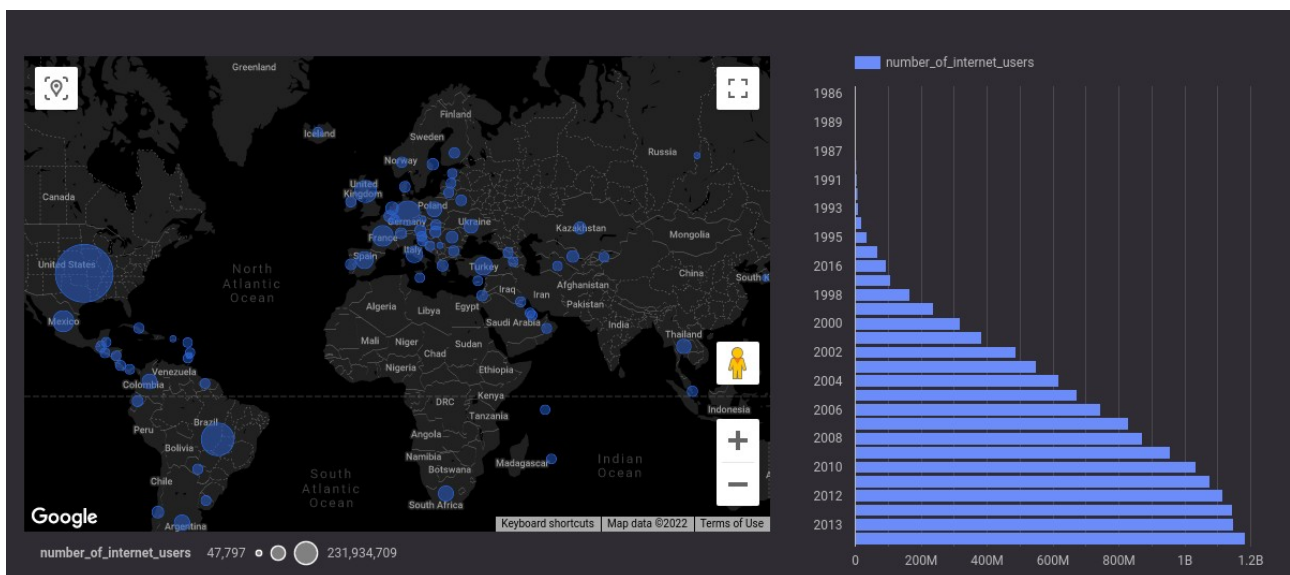 Greenland
Iceland
Finland
Sweden
Norway
Russia
Canada
United
Kingdom
Poland
Germany
Ukraine
France
Kazakhstan
Mongolia
United States
Spain
Italy
Turkey
North
Atlantic
Ocean
China
South K
Afghanistan
Iraq
Iran
Pakistan
Algeria
Libya
Egypt
Saudi Arabia
India
Mexico
Mali
Niger
Chad
Sudan
Thailand
Nigeria
Ethiopia
Venezuela
Colombia
Kenya
DRC
Tanzania
Indonesia
Peru
Brazil
Angola
Bolivia
Namibia
Botswana
Madagascar
Indian
Ocean
Chile
South
Atlantic
Ocean
South Africa
Argentina
Google
Keyboard shortcuts Map data ©2022 Terms of Use
number_of_internet_users 47,797 231,934,709
number_of_internet_users
1986
1989
1987
1991
1993
1995
2016
1998
2000
2002
2004
2006
2008
2010
2012
2013
0 200M 400M 600M 800M 1B 1.2B